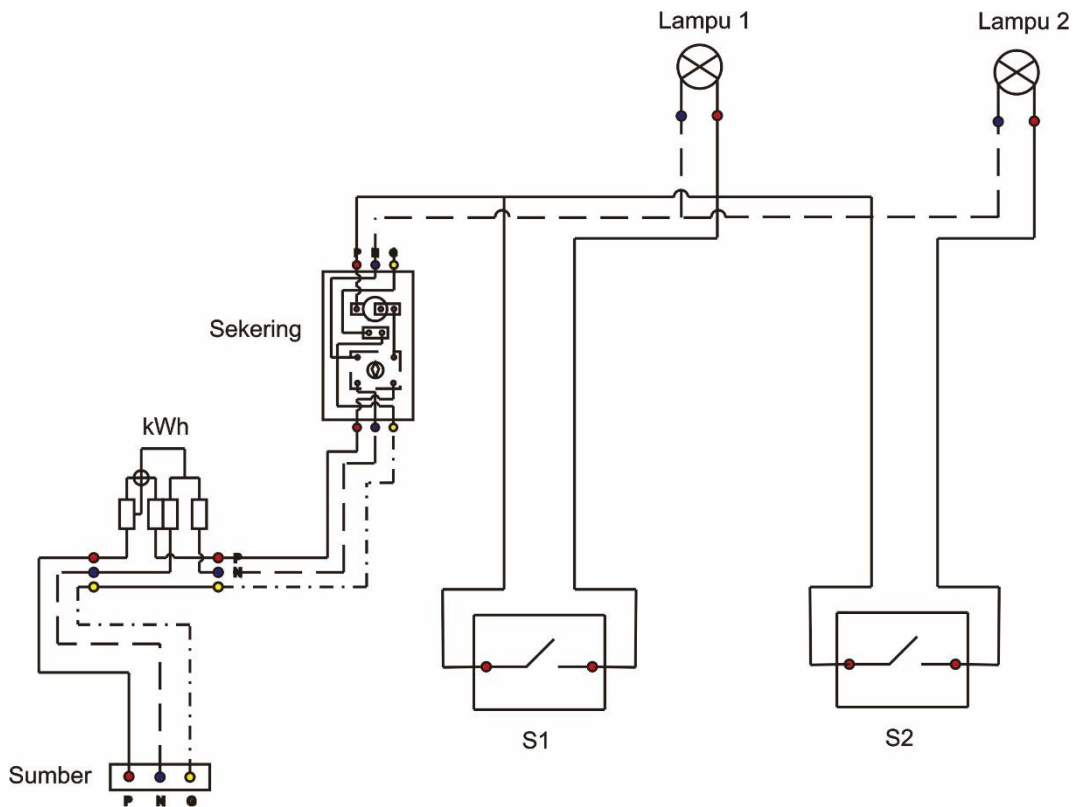 Lampu 1
Lampu 2
P N G
Sekering
kWh
P
N
S1
S2
Sumber
P N G